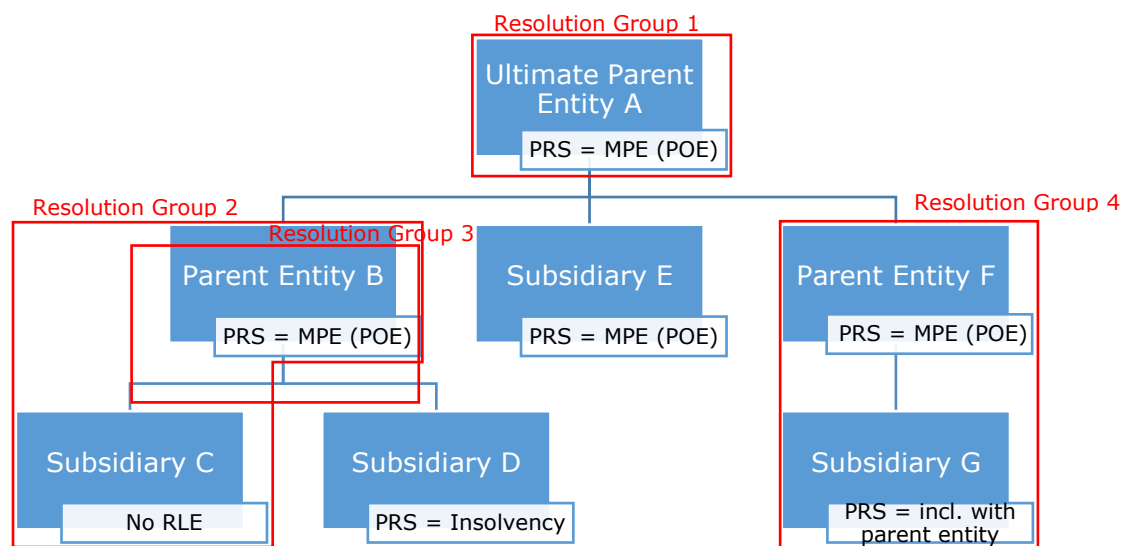 Resolution Group 1
Ultimate Parent
Entity A
PRS = MPE (POE)
Resolution Group 2
Resolution Group 3
Resolution Group 4
Parent Entity B
PRS = MPE (POE)
Subsidiary E
PRS = MPE (POE)
Parent Entity F
PRS = MPE (POE)
Subsidiary C
No RLE
Subsidiary D
PRS = Insolvency
Subsidiary G
PRS = incl. with
parent entity